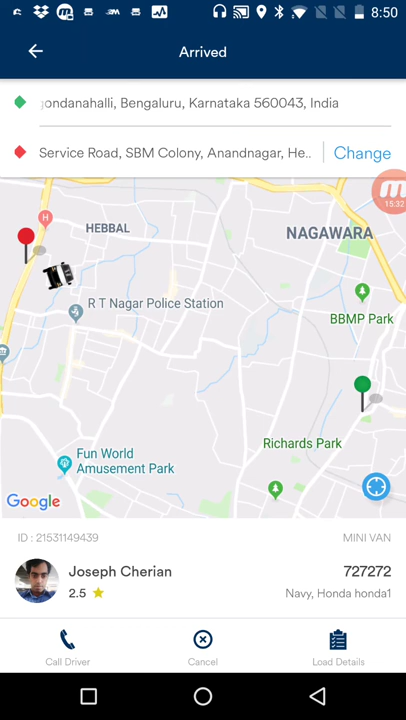 8:50
Arrived
ondanahalli, Bengaluru, Karnataka 560043, India
Service Road, SBM Colony, Anandnagar, He..
Change
15:32
H
HEBBAL
NAGAWARA
R T Nagar Police Station
BBMP Park
Richards Park
Fun World
Amusement Park
Google
ID : 21531149439
MINI VAN
Joseph Cherian
727272
2.5
Navy, Honda honda1
Call Driver
Cancel
Load Details